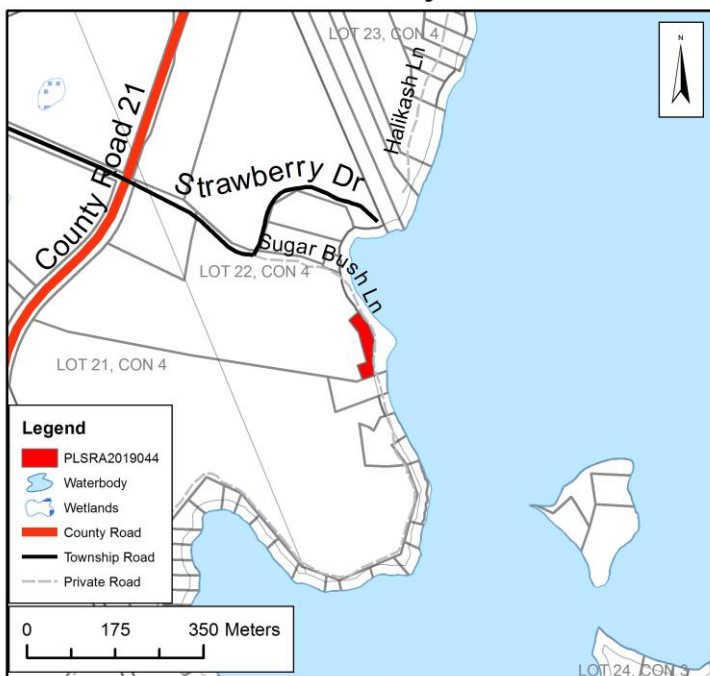 LOT 23, CON 4
N
Halikash Ln
County Road 21
Strawberry Dr
Sugar Bush Ln
LOT 22, CON 4
LOT 21, CON 4
Legend
PLSRA2019044
Waterbody
Wetlands
County Road
Township Road
Private Road
0 175 350 Meters
LOT 24, CON 3